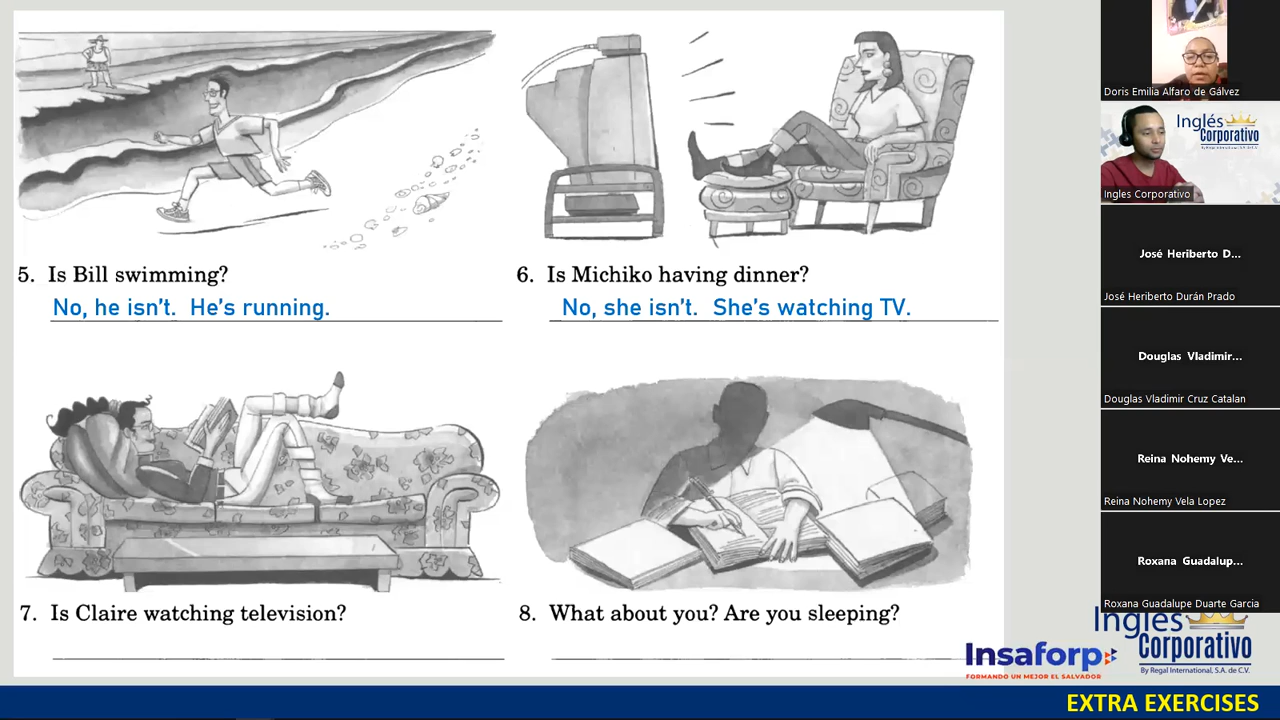 5. Is Bill swimming?
No, he isn't. He's running.
6. Is Michiko having dinner?
No, she isn't. She's watching TV.
7. Is Claire watching television?
8. What about you? Are you sleeping?
Doris Emilia Alfaro de Gálvez
Inglés
Corporativo
By Regal International, S.A. de C.V.
Ingles Corporativo
José Heriberto D...
José Heriberto Durán Prado
Douglas Vladimir...
Douglas Vladimir Cruz Catalan
Reina Nohemy Ve...
Reina Nohemy Vela Lopez
Roxana Guadalup...
Roxana Guadalupe Duarte Garcia
Insaforp
FORMANDO UN MEJOR EL SALVADOR
Inglés
Corporativo
By Regal International, S.A. de C.V.
EXTRA EXERCISES